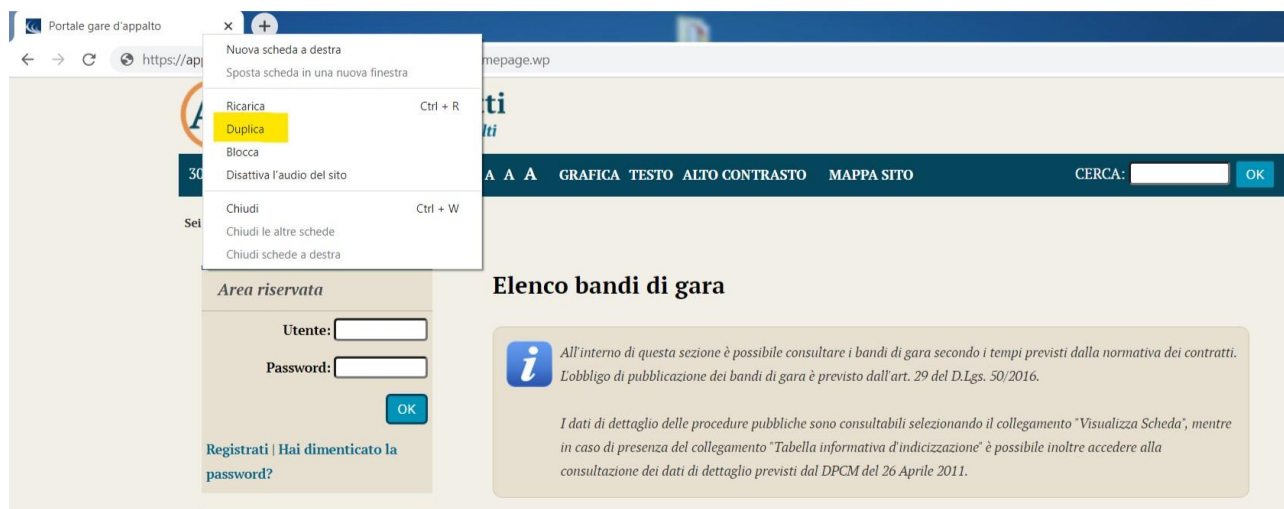 Portale gare d'appalto
https://ap
mepage.wp
Nuova scheda a destra
Sposta scheda in una nuova finestra
Ricarica Ctrl + R
Duplica
Blocca
Disattiva l'audio del sito
Chiudi Ctrl + W
Chiudi le altre schede
Chiudi schede a destra
tti
lti
30
A A A GRAFICA TESTO ALTO CONTRASTO MAPPA SITO CERCA: OK
Sei
Area riservata
Utente:
Password:
OK
Registrati | Hai dimenticato la
password?
Elenco bandi di gara
All'interno di questa sezione è possibile consultare i bandi di gara secondo i tempi previsti dalla normativa dei contratti.
L'obbligo di pubblicazione dei bandi di gara è previsto dall'art. 29 del D.Lgs. 50/2016.
I dati di dettaglio delle procedure pubbliche sono consultabili selezionando il collegamento "Visualizza Scheda", mentre
in caso di presenza del collegamento "Tabella informativa d'indicizzazione" è possibile inoltre accedere alla
consultazione dei dati di dettaglio previsti dal DPCM del 26 Aprile 2011.